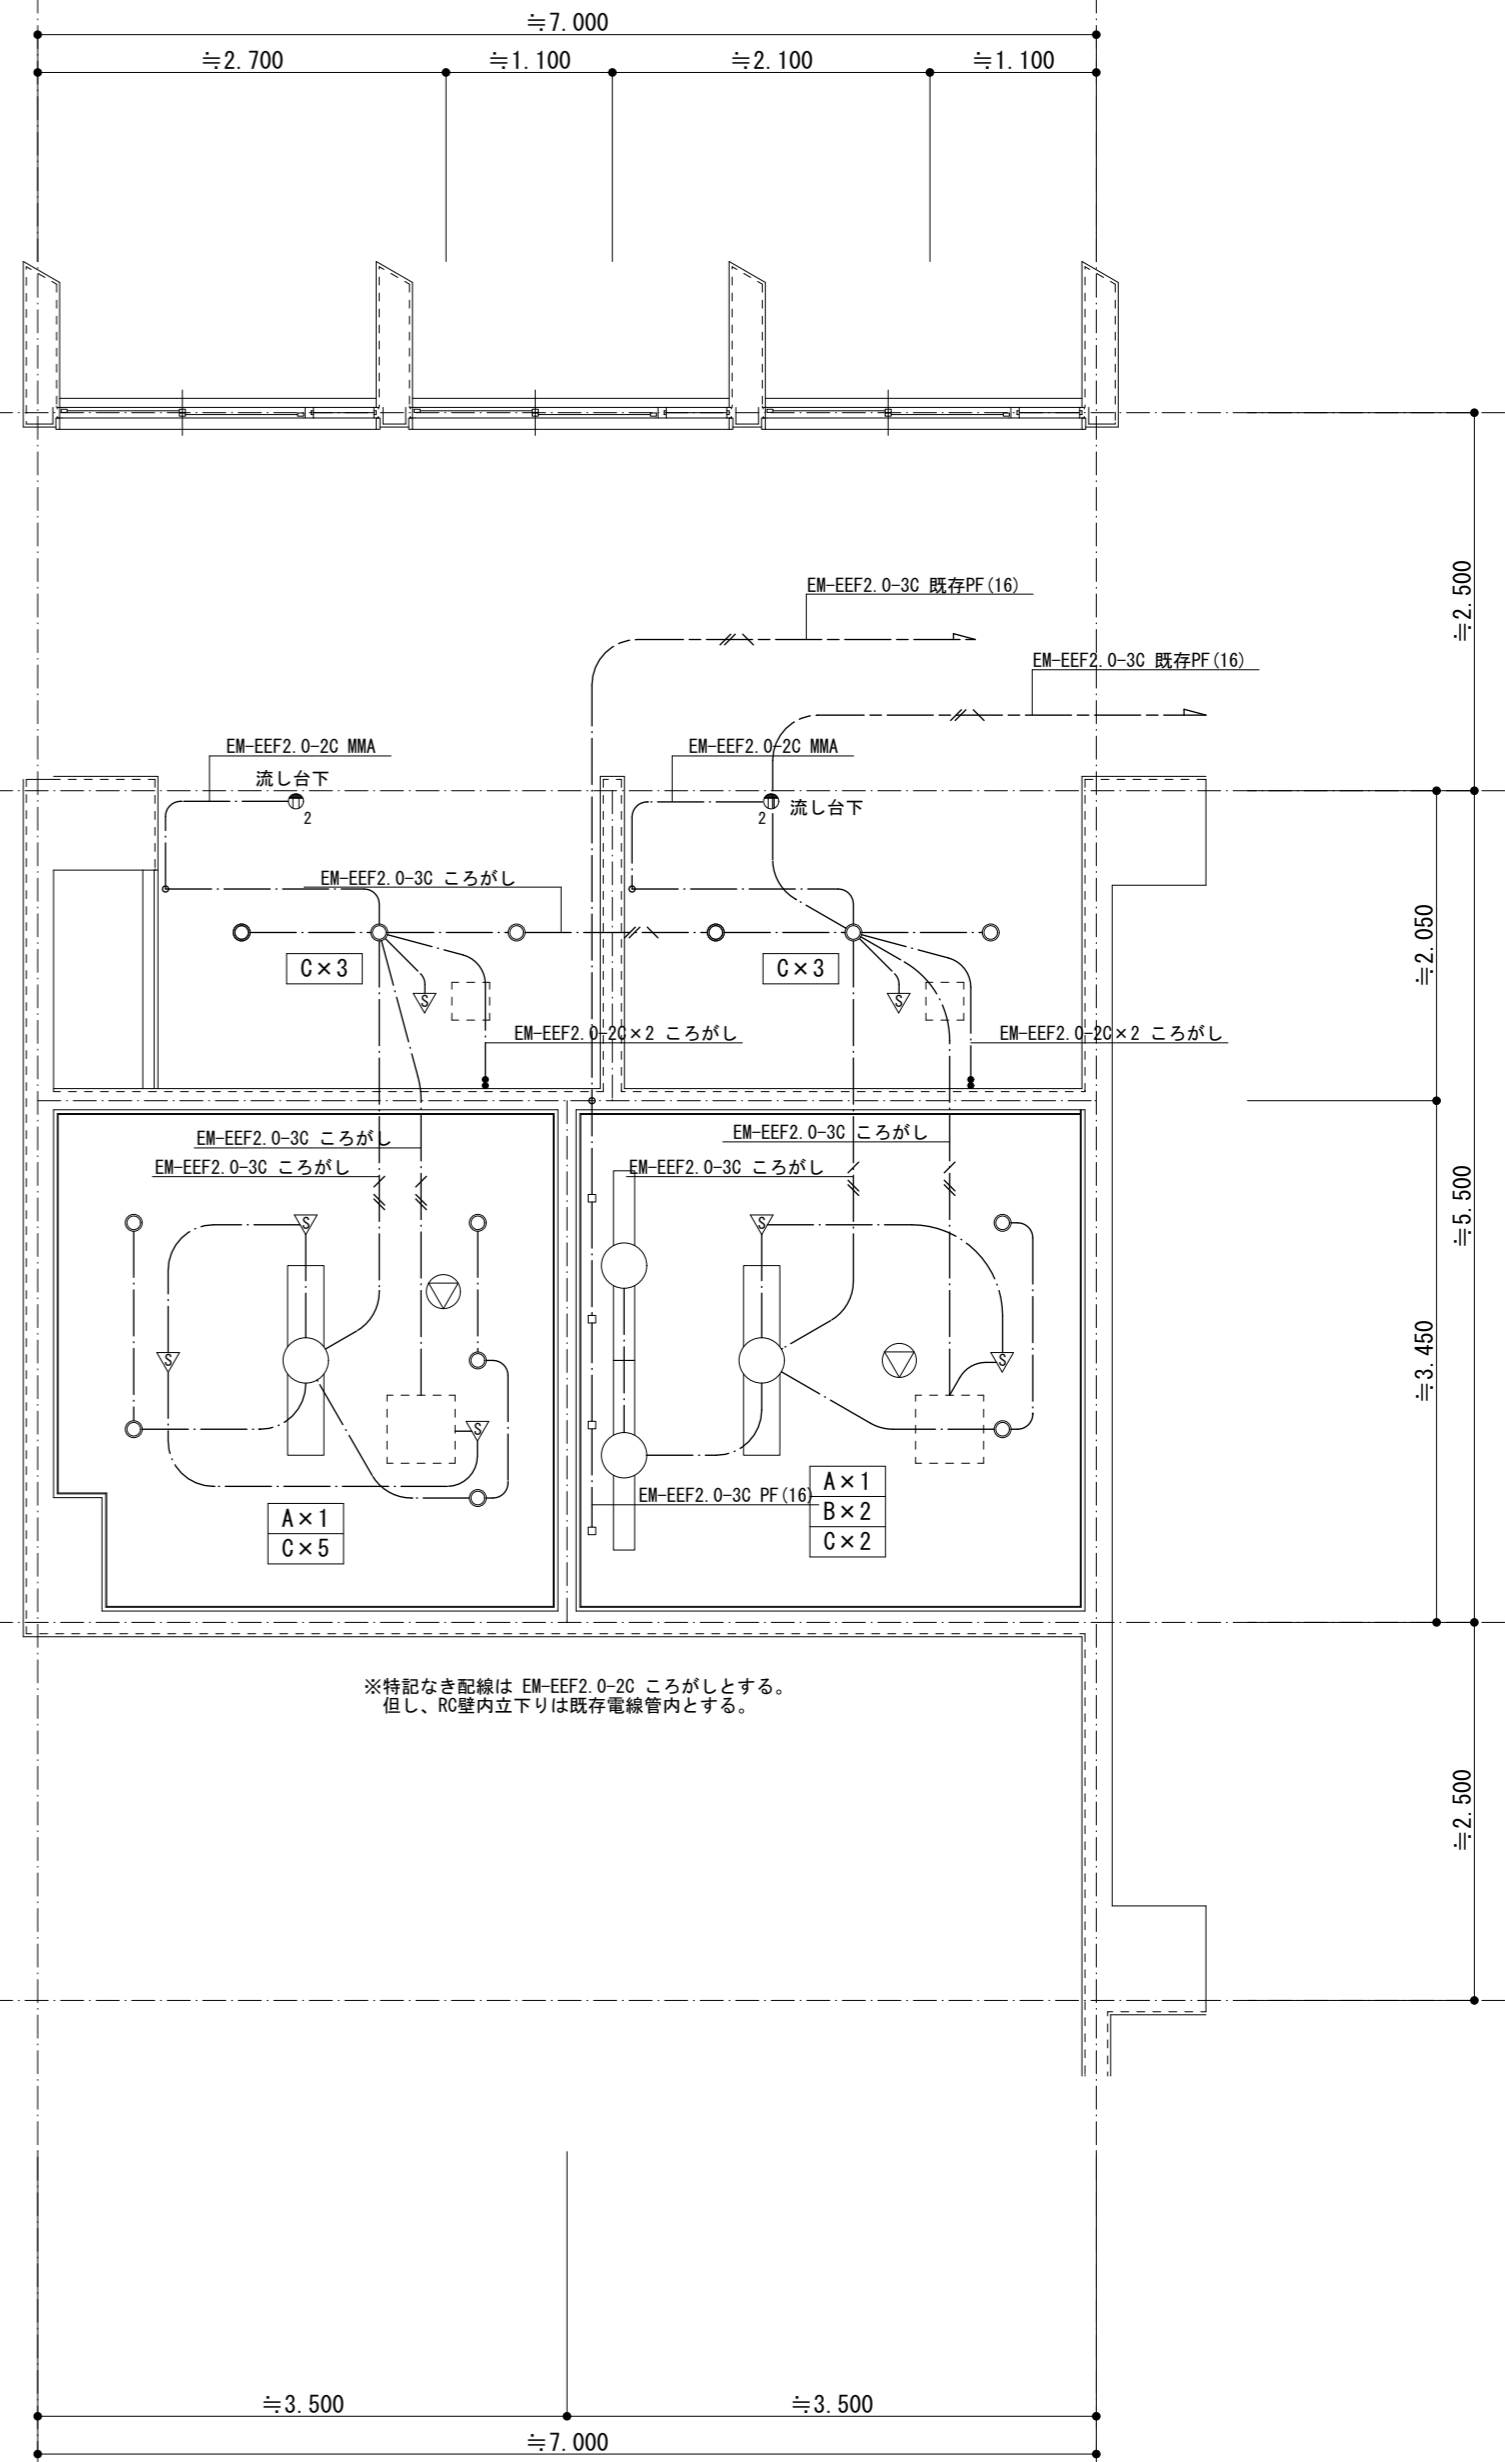 ≒7.000
≒2.700
≒1.100
≒2.100
≒1.100
EM-EEF2.0-3C 既存PF(16)
≒2.500
EM-EEF2.0-3C 既存PF(16)
EM-EEF2.0-2C MMA
EM-EEF2.0-2C MMA
流し台下
2
流し台下
2
EM-EEF2.0-3C ころがし
≒2.050
C×3
C×3
S
S
EM-EEF2.0-2C×2 ころがし
EM-EEF2.0-2C×2 ころがし
EM-EEF2.0-3C ころがし
EM-EEF2.0-3C ころがし
EM-EEF2.0-3C ころがし
EM-EEF2.0-3C ころがし
≒5.500
S
S
S
S
≒3.450
S
A×1
B×2
C×2
EM-EEF2.0-3C PF(16)
A×1
C×5
※特記なき配線は EM-EEF2.0-2C ころがしとする。
但し、RC壁内立下りは既存電線管内とする。
≒2.500
≒3.500
≒3.500
≒7.000